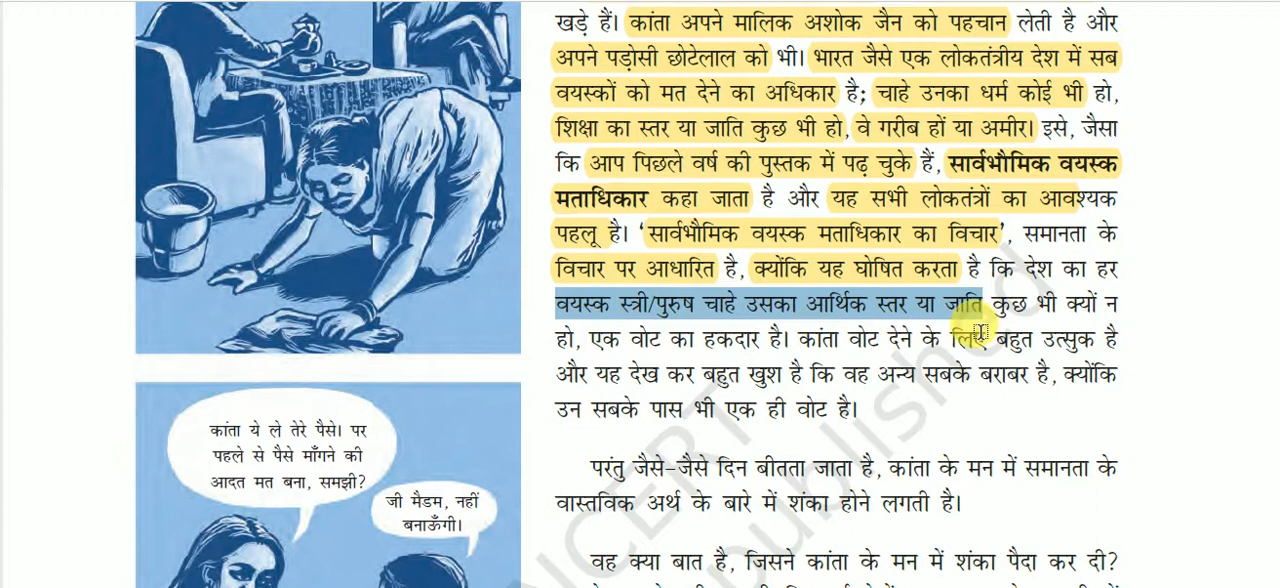 खड़े हैं। कांता अपने मालिक अशोक जैन को पहचान लेती है और
अपने पड़ोसी छोटेलाल को भी। भारत जैसे एक लोकतंत्रीय देश में सब
वयस्कों को मत देने का अधिकार है; चाहे उनका धर्म कोई भी हो,
शिक्षा का स्तर या जाति कुछ भी हो, वे गरीब हों या अमीर। इसे, जैसा
कि आप पिछले वर्ष की पुस्तक में पढ़ चुके हैं, सार्वभौमिक वयस्क
मताधिकार कहा जाता है और यह सभी लोकतंत्रों का आवश्यक
पहलू है। 'सार्वभौमिक वयस्क मताधिकार का विचार', समानता के
विचार पर आधारित है, क्योंकि यह घोषित करता है कि देश का हर
वयस्क स्त्री/पुरुष चाहे उसका आर्थिक स्तर या जाति कुछ भी क्यों न
हो, एक वोट का हकदार है। कांता वोट देने के लिए बहुत उत्सुक है
और यह देख कर बहुत खुश है कि वह अन्य सबके बराबर है, क्योंकि
उन सबके पास भी एक ही वोट है।
परंतु जैसे-जैसे दिन बीतता जाता है, कांता के मन में समानता के
वास्तविक अर्थ के बारे में शंका होने लगती है।
वह क्या बात है, जिसने कांता के मन में शंका पैदा कर दी?
कांता ये ले तेरे पैसे। पर
पहले से पैसे माँगने की
आदत मत बना, समझी?
जी मैडम, नहीं
बनाऊँगी।
NCERT
published